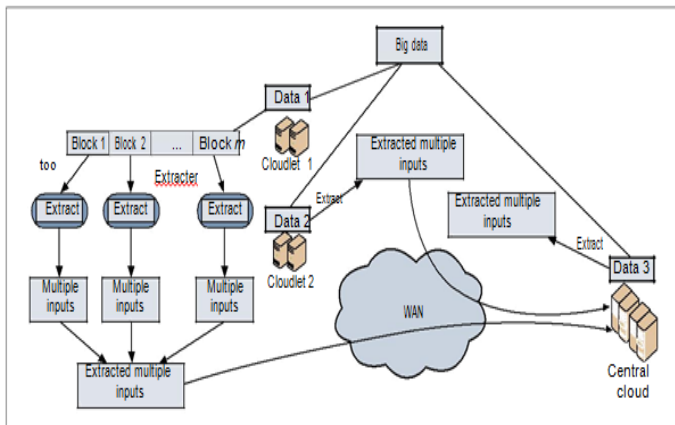 Big data
Data 1
Block 1 Block 2 ... Block m
Cloudlet 1
Extracted multiple
inputs
too
Extracter
Extract
Extract
Extract
Extract
Data 2
Cloudlet 2
Extracted multiple
inputs
Extract
Data 3
Multiple
inputs
Multiple
inputs
Multiple
inputs
WAN
Extracted multiple
inputs
Central
cloud